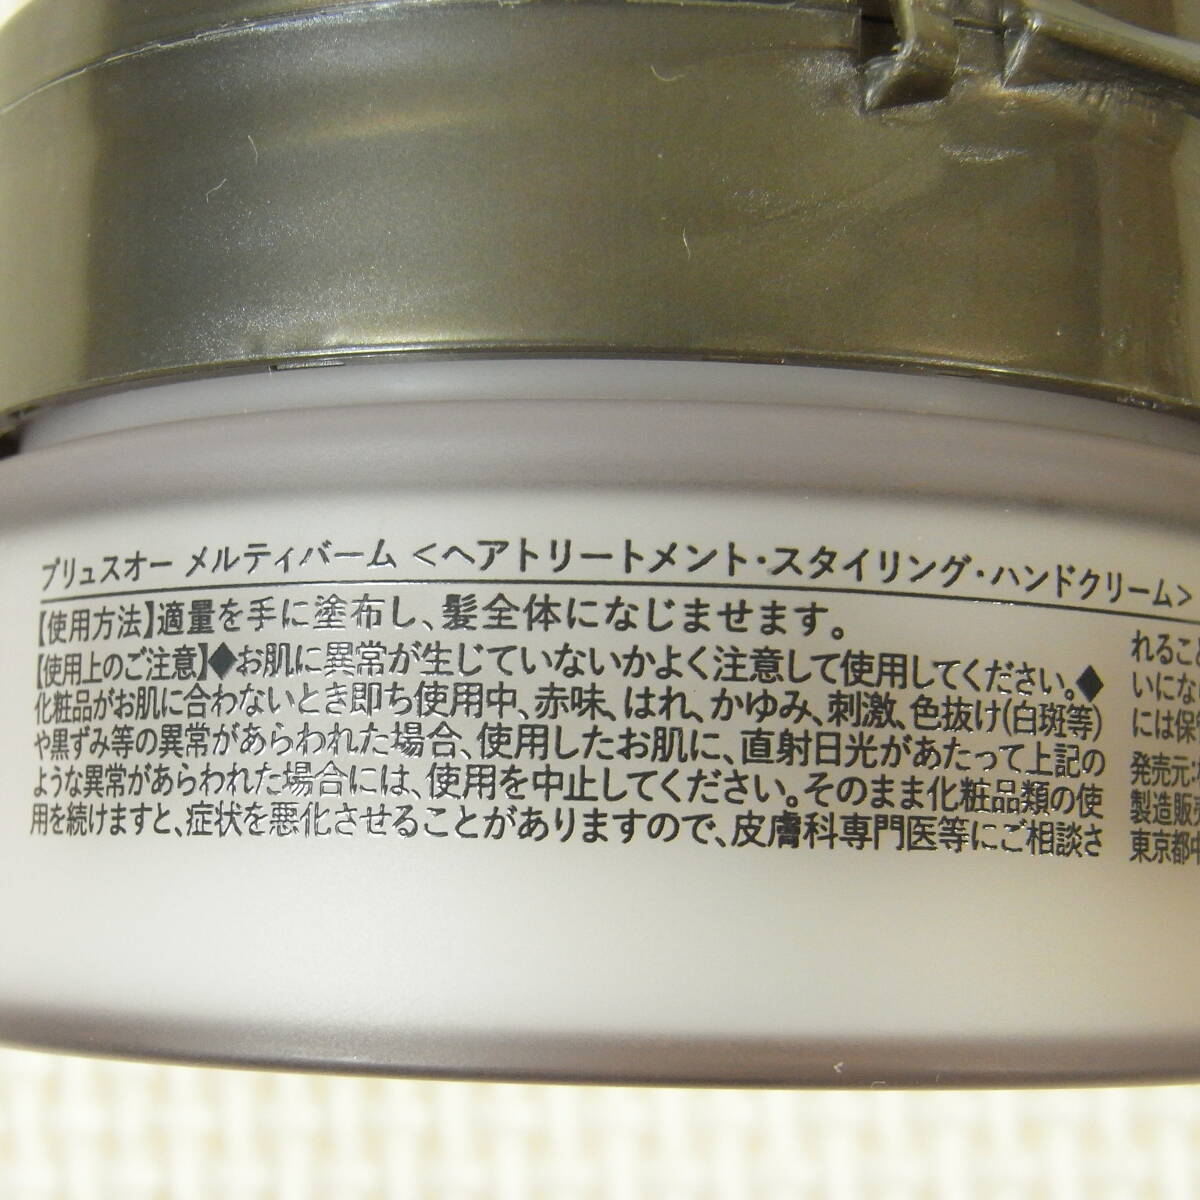 プリュスオー メルティバーム <ヘアトリートメント・スタイリング・ハンドクリーム>
【使用方法】適量を手に塗布し、髪全体になじませます。
【使用上のご注意】◆お肌に異常が生じていないかよく注意して使用してください。◆
化粧品がお肌に合わないとき即ち使用中、赤味、はれ、かゆみ、刺激、色抜け(白斑等)
や黒ずみ等の異常があらわれた場合、使用したお肌に、直射日光があたって上記の
ような異常があらわれた場合には、使用を中止してください。そのまま化粧品類の使
用を続けますと、症状を悪化させることがありますので、皮膚科専門医等にご相談さ
れること
いにな
には保
発売元
製造販売
東京都中